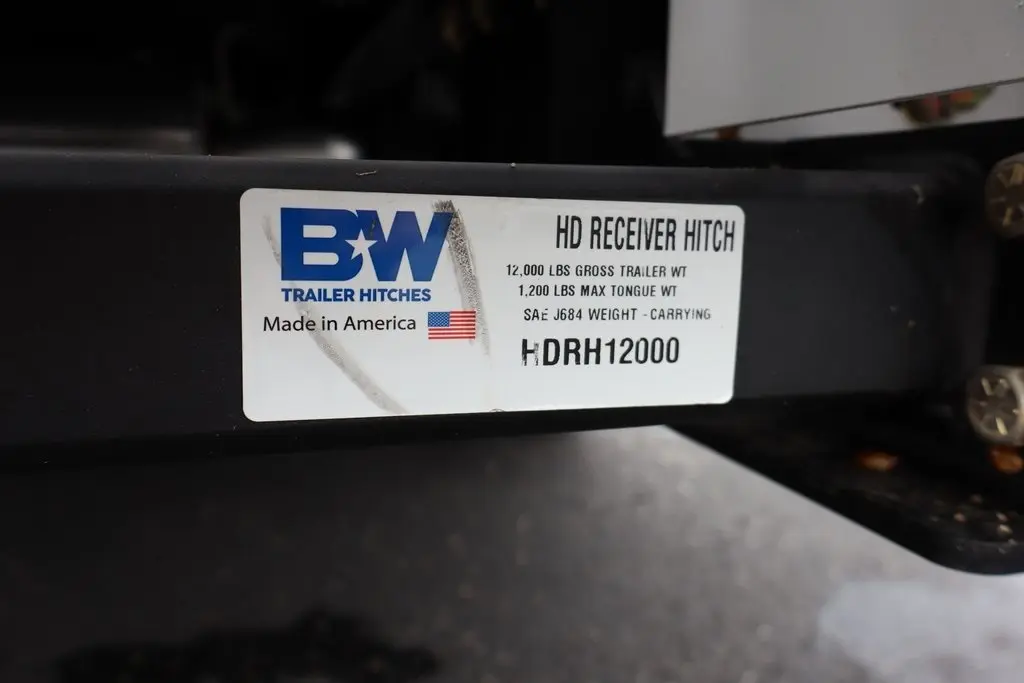 B★W
TRAILER HITCHES
Made in America
HD RECEIVER HITCH
12,000 LBS GROSS TRAILER WT
1,200 LBS MAX TONGUE WT
SAE J684 WEIGHT - CARRYING
HDRH12000